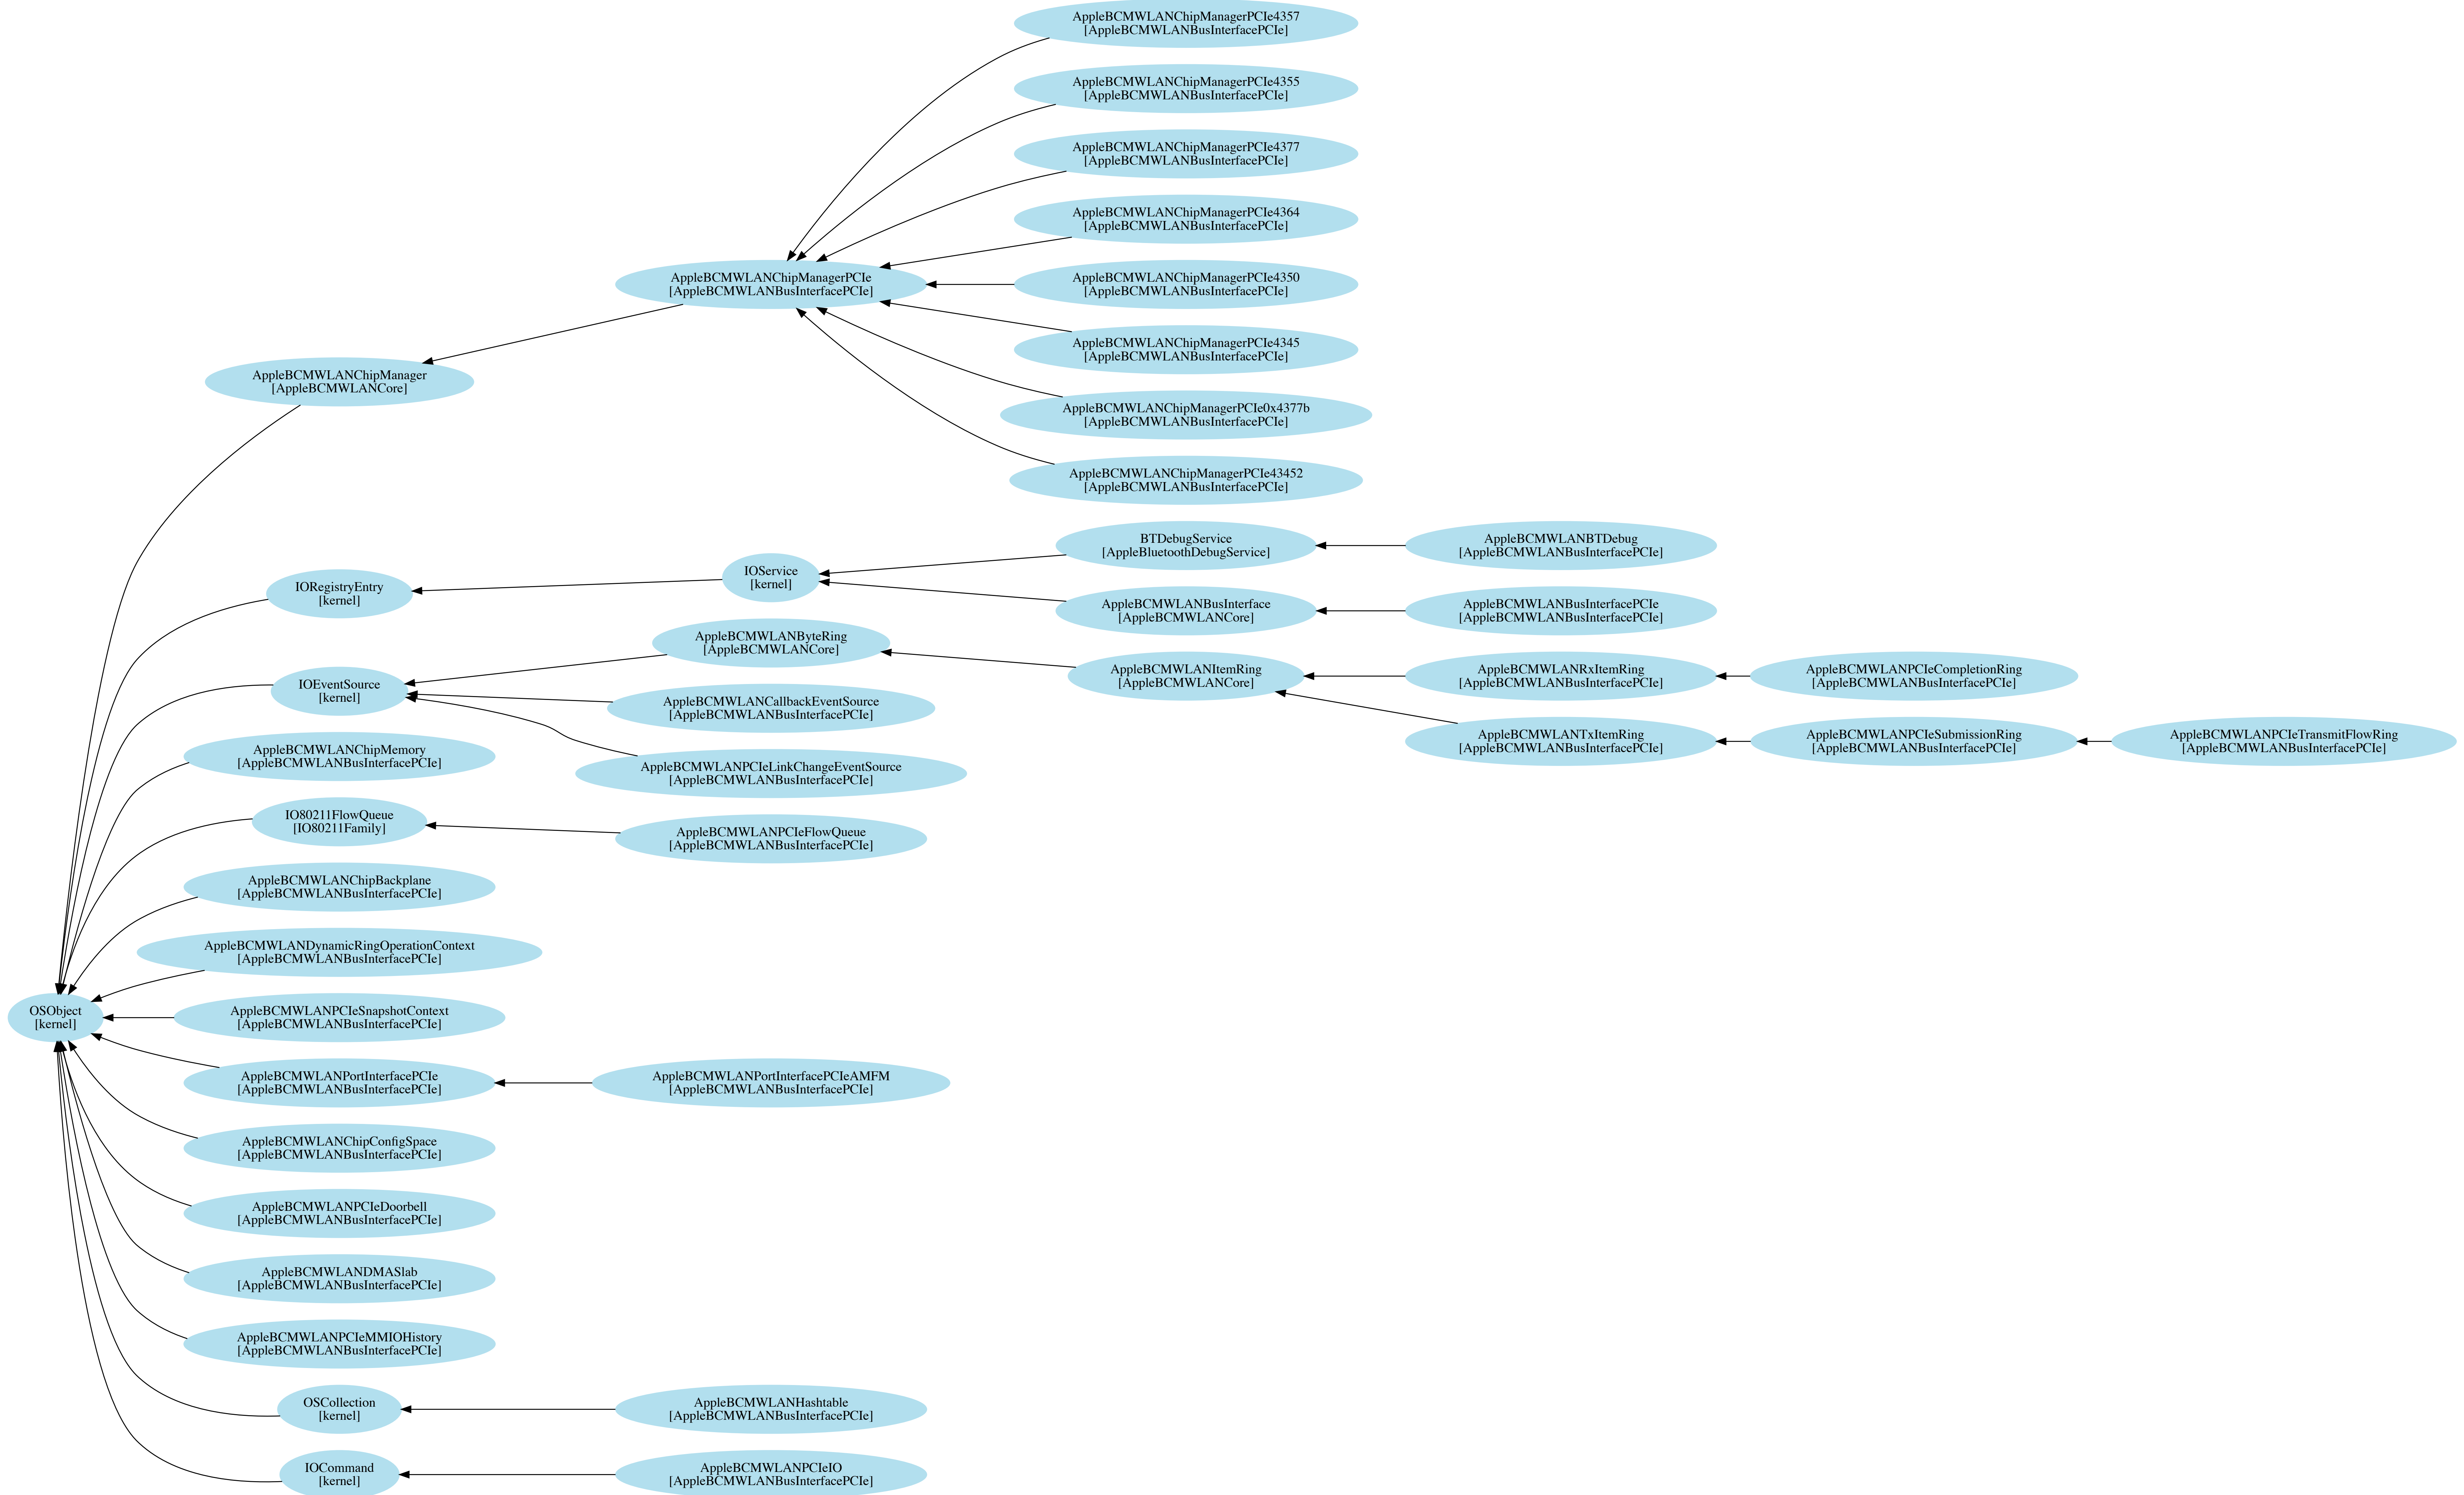 AppleBCMWLANChipManagerPCIe4357
[AppleBCMWLANBusInterfacePCIe]
AppleBCMWLANChipManagerPCIe4355
[AppleBCMWLANBusInterfacePCIe]
AppleBCMWLANChipManagerPCIe4377
[AppleBCMWLANBusInterfacePCIe]
AppleBCMWLANChipManagerPCIe4364
[AppleBCMWLANBusInterfacePCIe]
AppleBCMWLANChipManagerPCIe
[AppleBCMWLANBusInterfacePCIe]
AppleBCMWLANChipManagerPCIe4350
[AppleBCMWLANBusInterfacePCIe]
AppleBCMWLANChipManagerPCIe4345
[AppleBCMWLANBusInterfacePCIe]
AppleBCMWLANChipManager
[AppleBCMWLANCore]
AppleBCMWLANChipManagerPCIe0x4377b
[AppleBCMWLANBusInterfacePCIe]
AppleBCMWLANChipManagerPCIe43452
[AppleBCMWLANBusInterfacePCIe]
BTDebugService
[AppleBluetoothDebugService]
AppleBCMWLANBTDebug
[AppleBCMWLANBusInterfacePCIe]
IORegistryEntry
[kernel]
IOService
[kernel]
AppleBCMWLANBusInterface
[AppleBCMWLANCore]
AppleBCMWLANBusInterfacePCIe
[AppleBCMWLANBusInterfacePCIe]
AppleBCMWLANByteRing
[AppleBCMWLANCore]
IOEventSource
[kernel]
AppleBCMWLANItemRing
[AppleBCMWLANCore]
AppleBCMWLANRxItemRing
[AppleBCMWLANBusInterfacePCIe]
AppleBCMWLANPCIeCompletionRing
[AppleBCMWLANBusInterfacePCIe]
AppleBCMWLANCallbackEventSource
[AppleBCMWLANBusInterfacePCIe]
AppleBCMWLANTxItemRing
[AppleBCMWLANBusInterfacePCIe]
AppleBCMWLANPCIeSubmissionRing
[AppleBCMWLANBusInterfacePCIe]
AppleBCMWLANPCIeTransmitFlowRing
[AppleBCMWLANBusInterfacePCIe]
AppleBCMWLANChipMemory
[AppleBCMWLANBusInterfacePCIe]
AppleBCMWLANPCIeLinkChangeEventSource
[AppleBCMWLANBusInterfacePCIe]
IO80211FlowQueue
[IO80211Family]
AppleBCMWLANPCIeFlowQueue
[AppleBCMWLANBusInterfacePCIe]
AppleBCMWLANChipBackplane
[AppleBCMWLANBusInterfacePCIe]
AppleBCMWLANDynamicRingOperationContext
[AppleBCMWLANBusInterfacePCIe]
OSObject
[kernel]
AppleBCMWLANPCIeSnapshotContext
[AppleBCMWLANBusInterfacePCIe]
AppleBCMWLANPortInterfacePCIe
[AppleBCMWLANBusInterfacePCIe]
AppleBCMWLANPortInterfacePCIeAMFM
[AppleBCMWLANBusInterfacePCIe]
AppleBCMWLANChipConfigSpace
[AppleBCMWLANBusInterfacePCIe]
AppleBCMWLANPCIeDoorbell
[AppleBCMWLANBusInterfacePCIe]
AppleBCMWLANDMASlab
[AppleBCMWLANBusInterfacePCIe]
AppleBCMWLANPCIeMMIOHistory
[AppleBCMWLANBusInterfacePCIe]
OSCollection
[kernel]
AppleBCMWLANHashtable
[AppleBCMWLANBusInterfacePCIe]
IOCommand
[kernel]
AppleBCMWLANPCIeIO
[AppleBCMWLANBusInterfacePCIe]